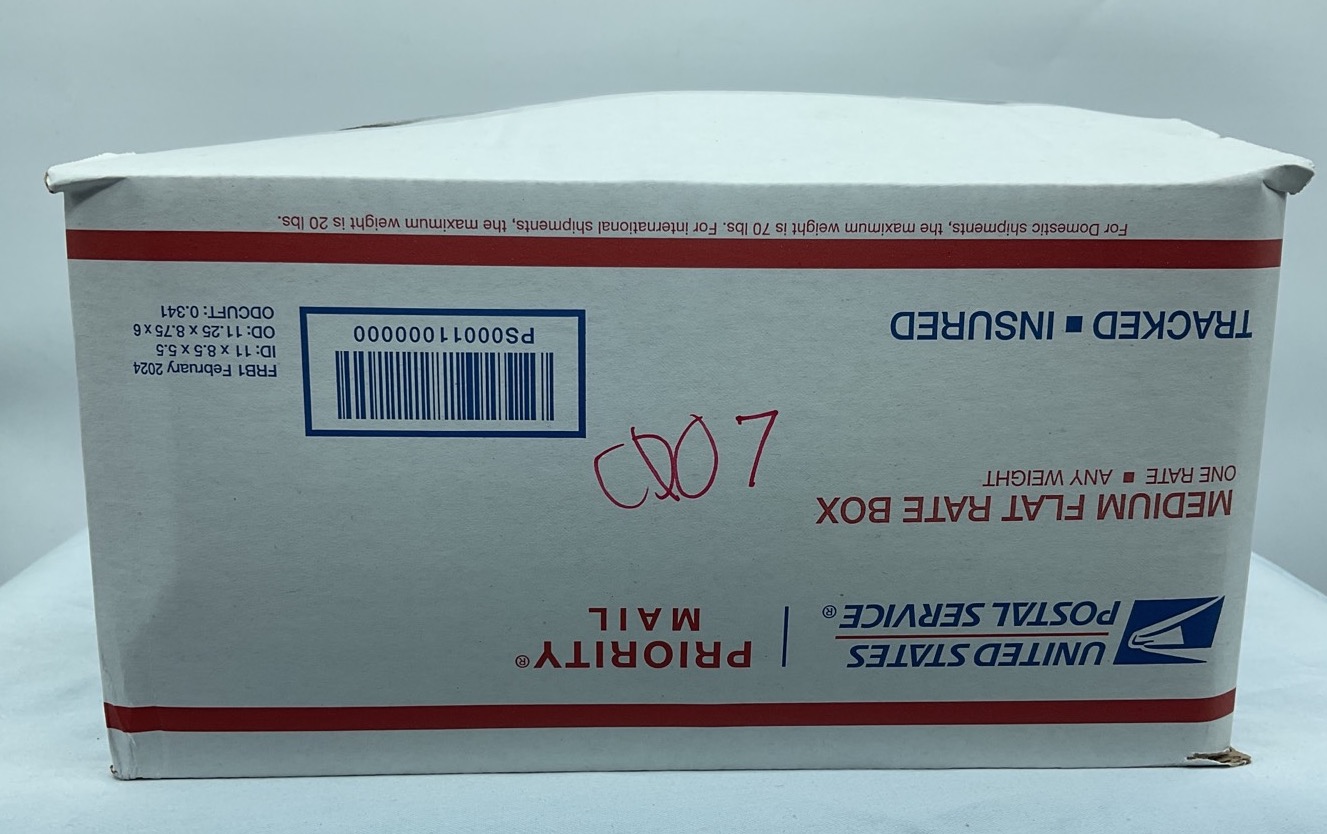 UNITED STATES
POSTAL SERVICE®
PRIORITY®
MAIL
MEDIUM FLAT RATE BOX
ONE RATE ■ ANY WEIGHT
TRACKED ■ INSURED
PS00011000000
FRB1 February 2024
ID: 11 x 8.5 x 5.5
OD: 11.25 x 8.75 x 6
ODCUFT: 0.341
For Domestic shipments, the maximum weight is 70 lbs. For international shipments, the maximum weight is 20 lbs.
CD07